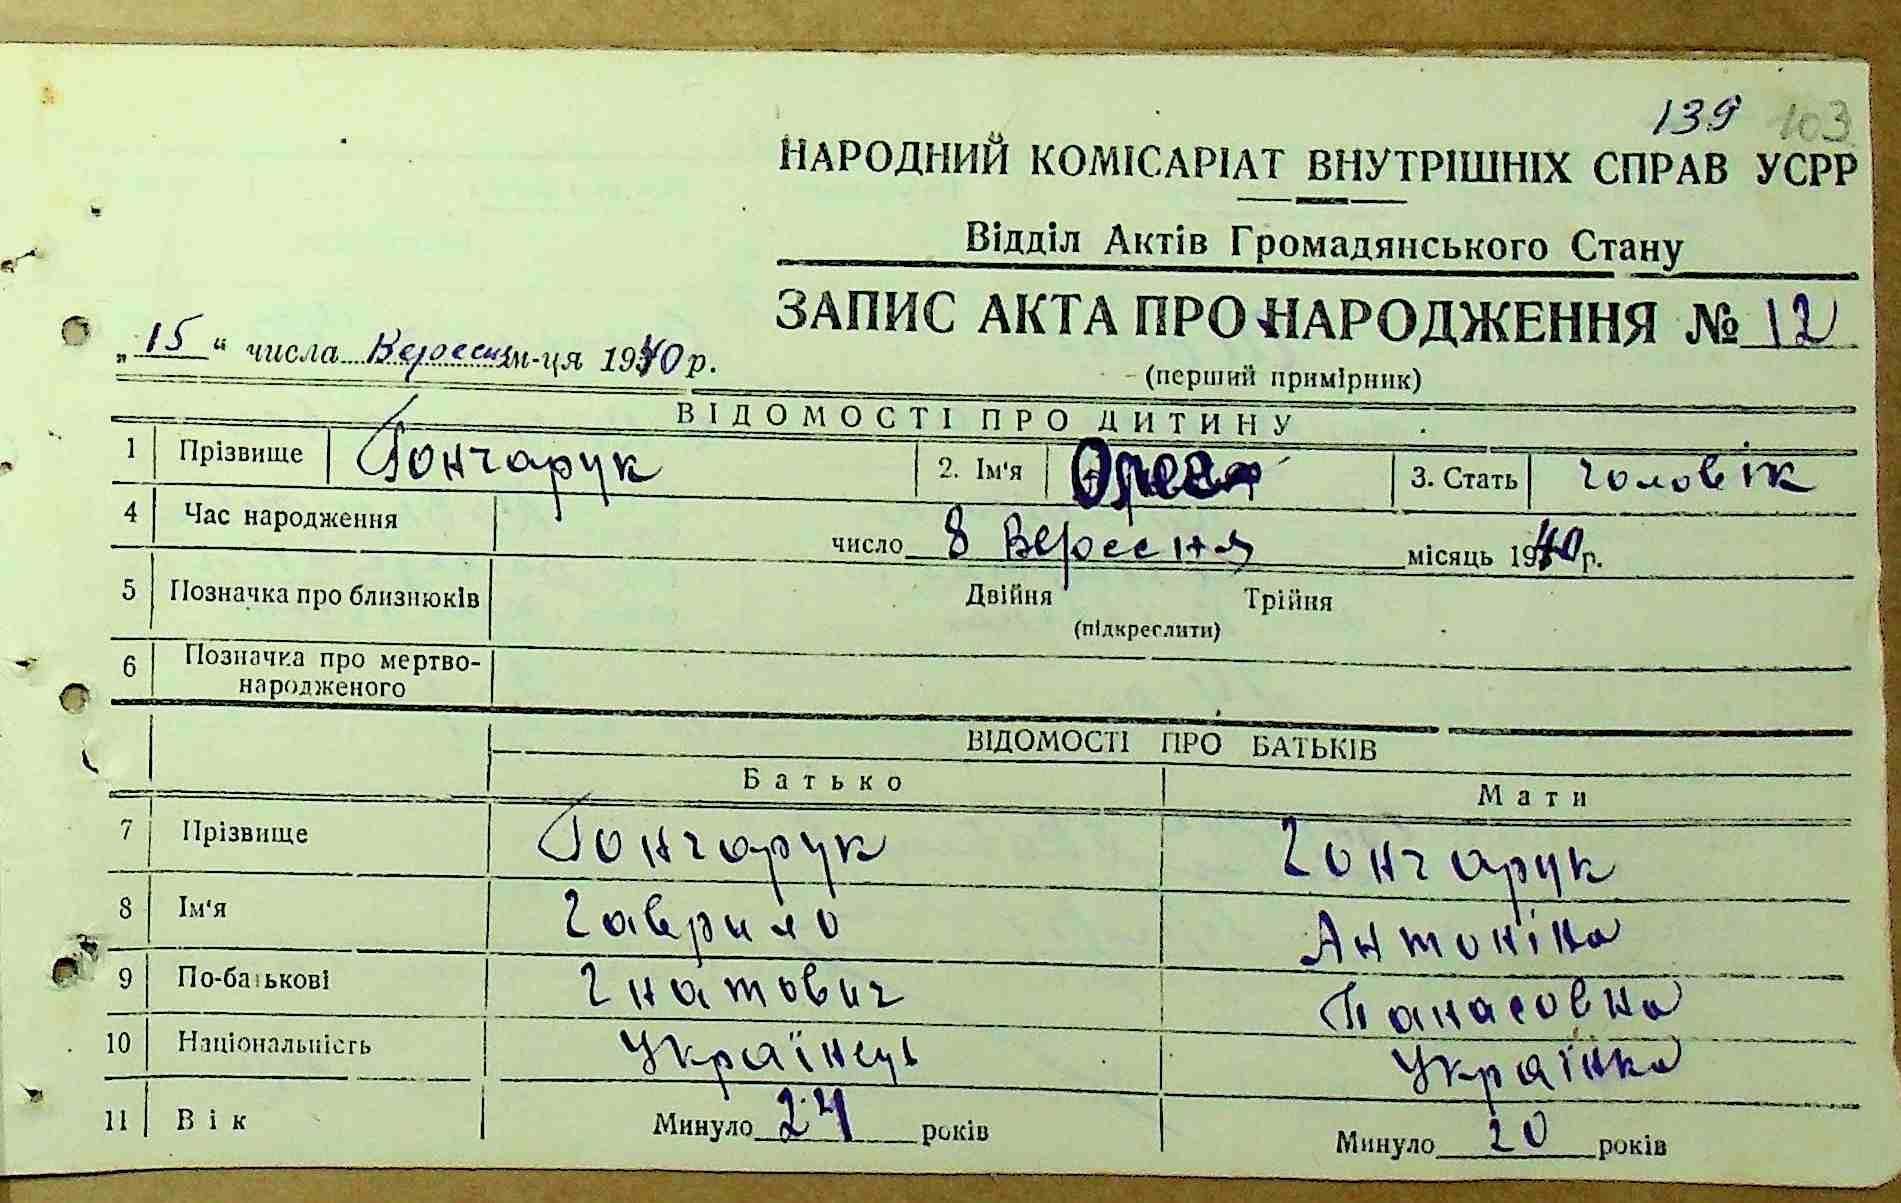 139 103
НАРОДНИЙ КОМІСАРІАТ ВНУТРІШНІХ СПРАВ УСРР
Відділ Актів Громадянського Стану
ЗАПИС АКТА ПРО НАРОДЖЕННЯ № 12
„15“ числа Вересня м-ця 1940 р.
(перший примірник)
ВІДОМОСТІ ПРО ДИТИНУ
1 Прізвище Гончарук 2. Ім'я 3. Стать чоловік
4 Час народження число 8 Вересня місяць 1940 р.
5 Позначка про близнюків Двійня Трійня
(підкреслити)
6 Позначка про мертво-
народженого
ВІДОМОСТІ ПРО БАТЬКІВ
Батько Мати
7 Прізвище Гончарук Гончарук
8 Ім'я Гаврило Антоніна
9 По-батькові Гнатович Панасовна
10 Національність Українець Українка
11 Вік Минуло 24 років Минуло 20 років